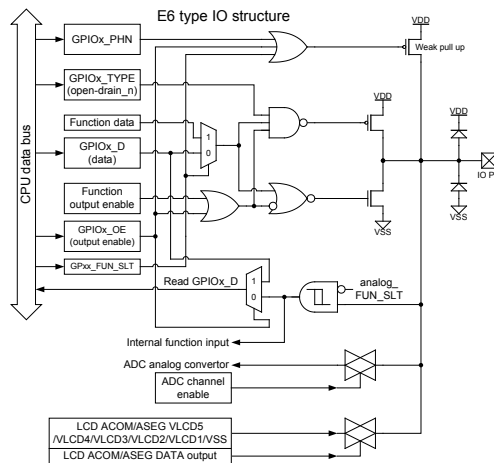 E6 type IO structure
VDD
GPIOx_PHN
Weak pull up
GPIOx_TYPE
(open-drain_n)
VDD
Function data
1
0
VDD
GPIOx_D
(data)
CPU data bus
IO P
Function
output enable
VSS
VSS
GPIOx_OE
(output enable)
GPxx_FUN_SLT
Read GPIOx_D
1
0
analog_
FUN_SLT
Internal function input
ADC analog convertor
ADC channel
enable
LCD ACOM/ASEG VLCD5
/VLCD4/VLCD3/VLCD2/VLCD1/VSS
LCD ACOM/ASEG DATA output